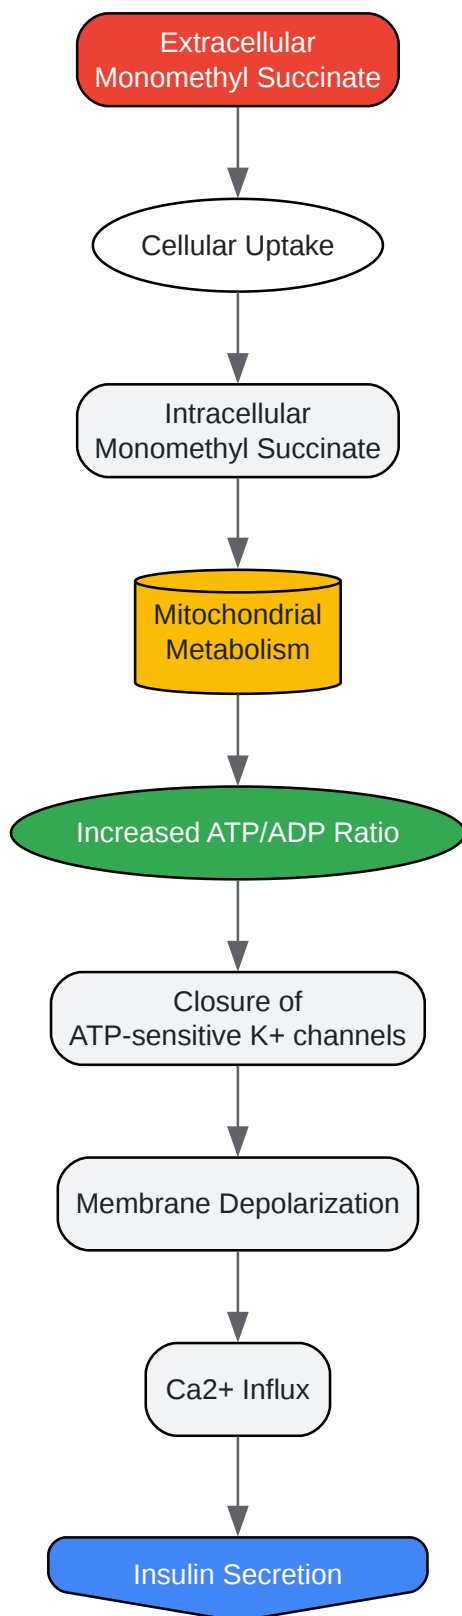 Extracellular
Monomethyl Succinate
Cellular Uptake
Intracellular
Monomethyl Succinate
Mitochondrial
Metabolism
Increased ATP/ADP Ratio
Closure of
ATP-sensitive K+ channels
Membrane Depolarization
Ca2+ Influx
Insulin Secretion